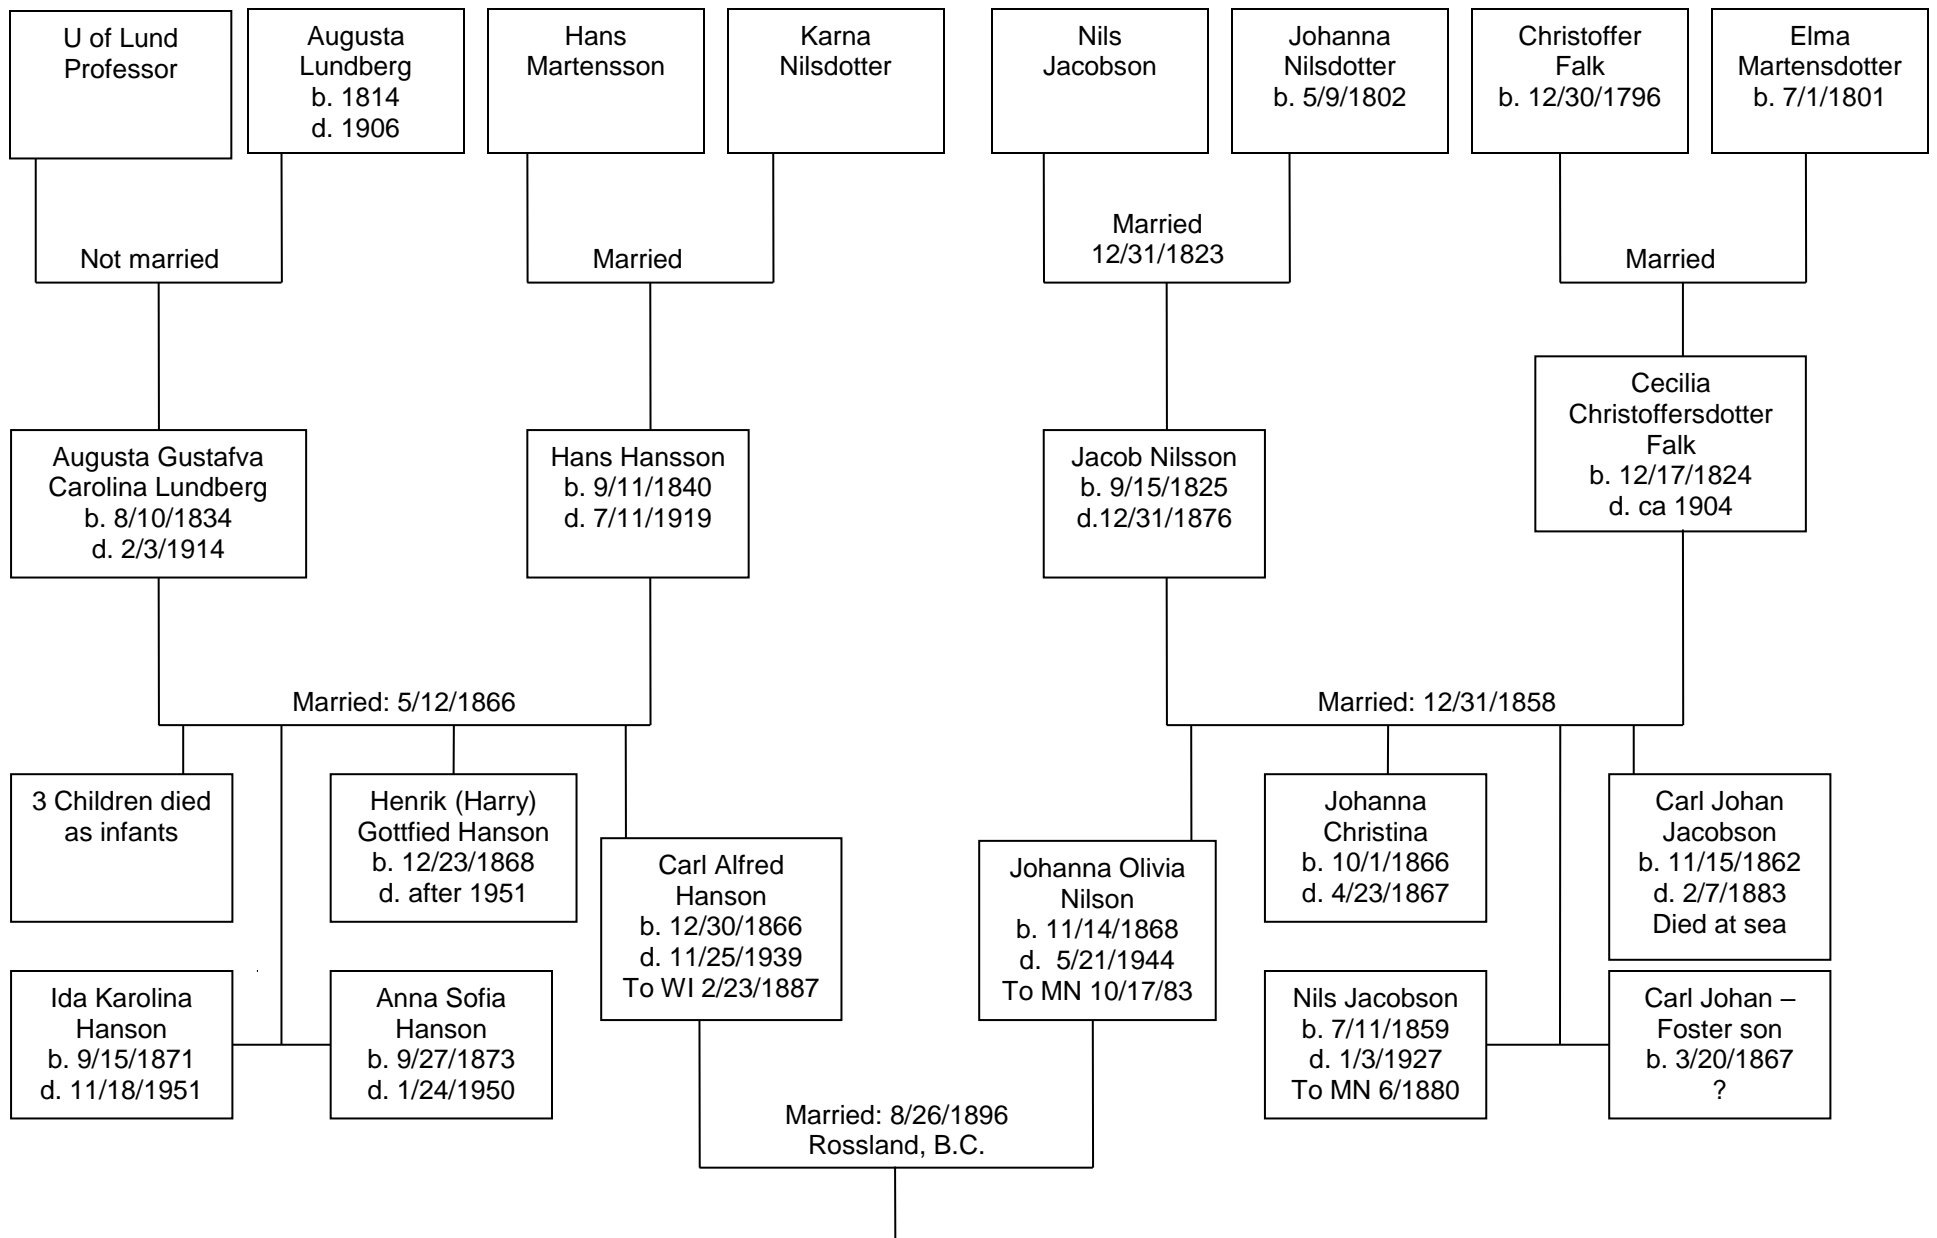 U of Lund
Professor
Augusta
Lundberg
b. 1814
d. 1906
Hans
Martensson
Karna
Nilsdotter
Nils
Jacobson
Johanna
Nilsdotter
b. 5/9/1802
Christoffer
Falk
b. 12/30/1796
Elma
Martensdotter
b. 7/1/1801
Not married
Married
Married
12/31/1823
Married
Augusta Gustafva
Carolina Lundberg
b. 8/10/1834
d. 2/3/1914
Hans Hansson
b. 9/11/1840
d. 7/11/1919
Jacob Nilsson
b. 9/15/1825
d.12/31/1876
Cecilia
Christoffersdotter
Falk
b. 12/17/1824
d. ca 1904
Married: 5/12/1866
Married: 12/31/1858
3 Children died
as infants
Henrik (Harry)
Gottfied Hanson
b. 12/23/1868
d. after 1951
Carl Alfred
Hanson
b. 12/30/1866
d. 11/25/1939
To WI 2/23/1887
Johanna Olivia
Nilson
b. 11/14/1868
d.  5/21/1944
To MN 10/17/83
Johanna
Christina
b. 10/1/1866
d. 4/23/1867
Carl Johan
Jacobson
b. 11/15/1862
d. 2/7/1883
Died at sea
Ida Karolina
Hanson
b. 9/15/1871
d. 11/18/1951
Anna Sofia
Hanson
b. 9/27/1873
d. 1/24/1950
Nils Jacobson
b. 7/11/1859
d. 1/3/1927
To MN 6/1880
Carl Johan –
Foster son
b. 3/20/1867
?
Married: 8/26/1896
Rossland, B.C.